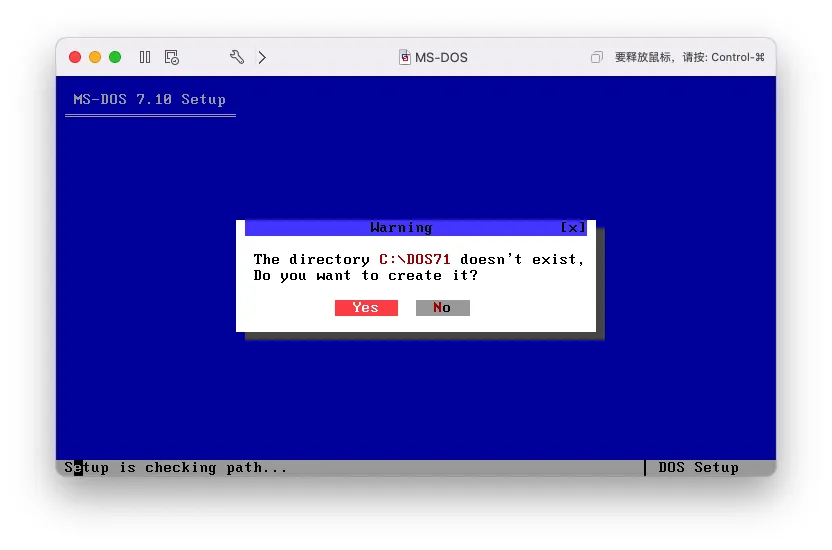 MS-DOS
要释放鼠标，请按: Control-⌘
MS-DOS 7.10 Setup
Warning [x]
The directory C:\DOS71 doesn't exist,
Do you want to create it?
Yes No
Setup is checking path... DOS Setup